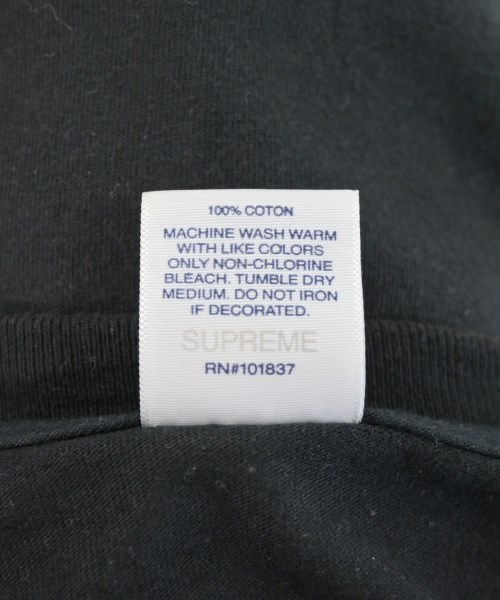 100% COTON
MACHINE WASH WARM
WITH LIKE COLORS
ONLY NON-CHLORINE
BLEACH. TUMBLE DRY
MEDIUM. DO NOT IRON
IF DECORATED.
SUPREME
RN#101837